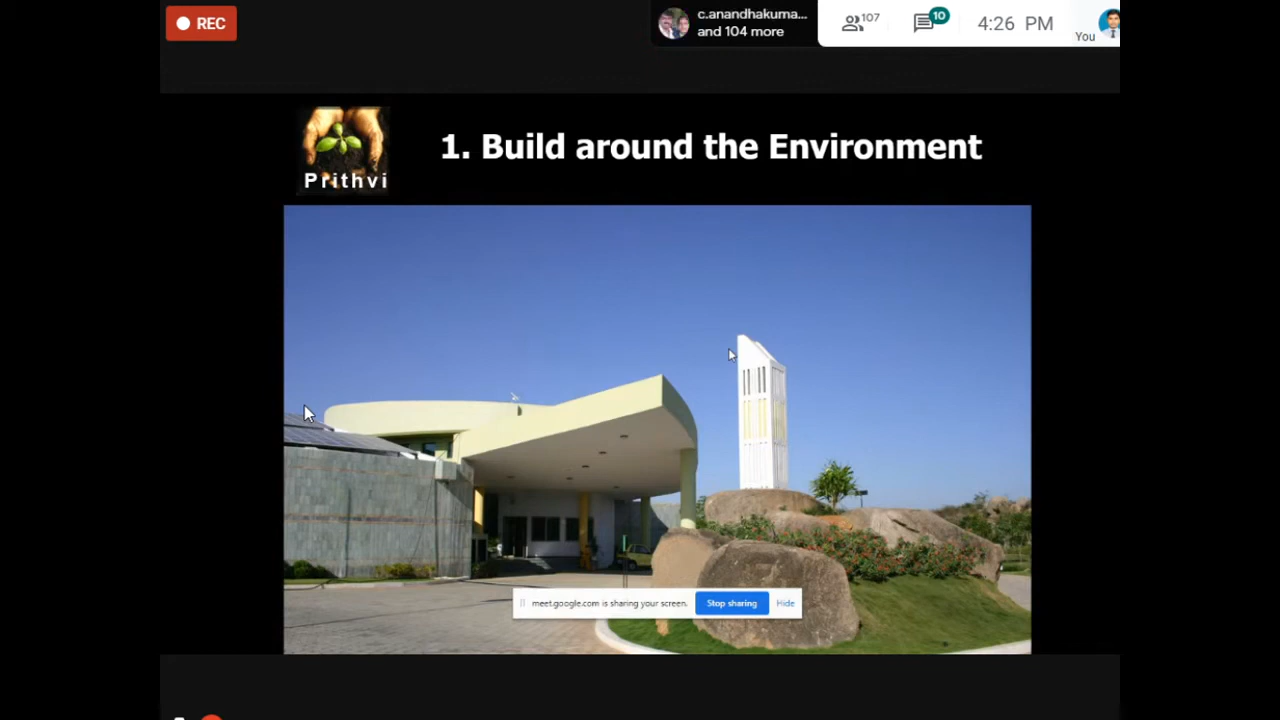 REC
c.anandhakuma...
and 104 more
107
10
4:26 PM
You
Prithvi
1. Build around the Environment
meet.google.com is sharing your screen.
Stop sharing
Hide